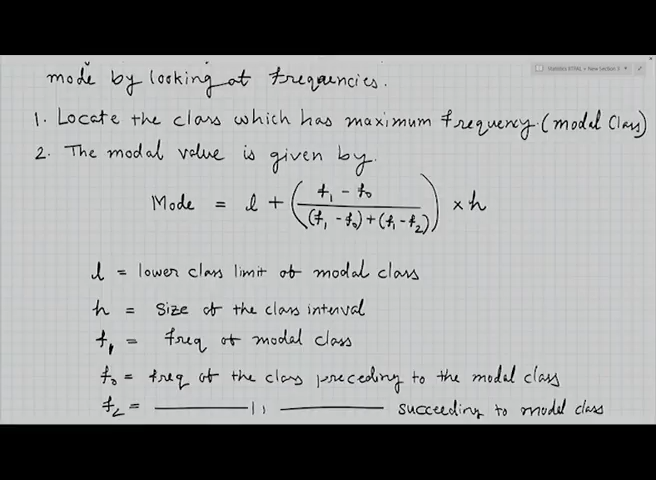 mode by looking at frequencies.
1. Locate the class which has maximum frequency. (modal class)
2. The modal value is given by.
Mode = l + ( f₁ - f₀ / (f₁ - f₀) + (f₁ - f₂) ) × h
l = lower class limit of modal class
h = size of the class interval
f₁ = freq of modal class
f₀ = freq of the class preceding to the modal class
f₂ = ——— 11 ——— succeeding to modal class